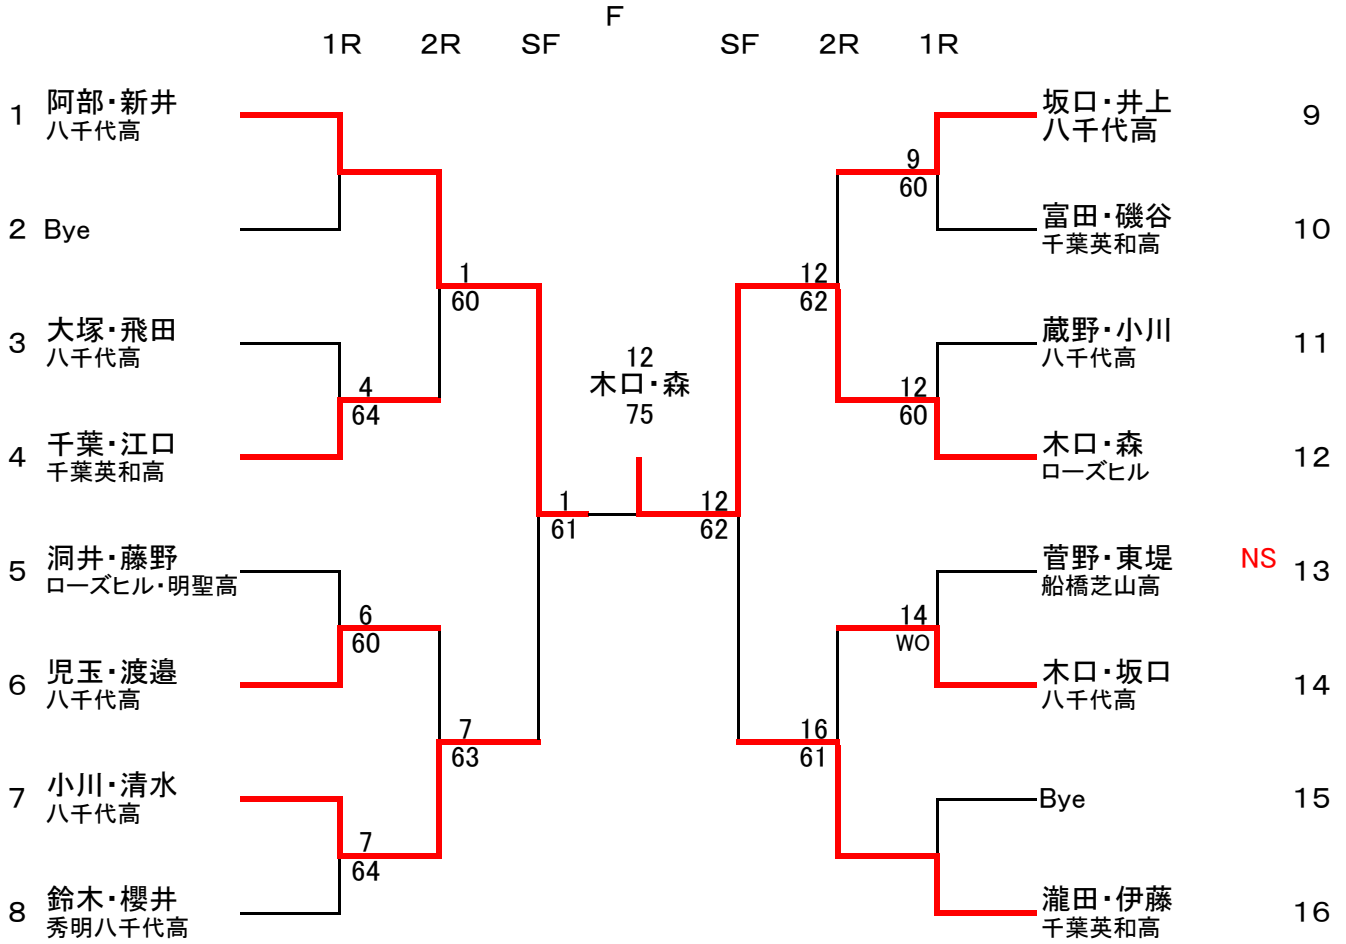 F
1R 2R SF SF 2R 1R
1 阿部・新井
八千代高
2 Bye
3 大塚・飛田
八千代高
4 千葉・江口
千葉英和高
5 洞井・藤野
ローズヒル・明聖高
6 児玉・渡邉
八千代高
7 小川・清水
八千代高
8 鈴木・櫻井
秀明八千代高
4
64
6
60
7
64
1
60
7
63
1
61
12
木口・森
75
12
62
12
62
16
61
9
60
12
60
14
WO
坂口・井上 9
八千代高
富田・磯谷 10
千葉英和高
蔵野・小川 11
八千代高
木口・森 12
ローズヒル
菅野・東堤 NS 13
船橋芝山高
木口・坂口 14
八千代高
Bye 15
瀧田・伊藤 16
千葉英和高